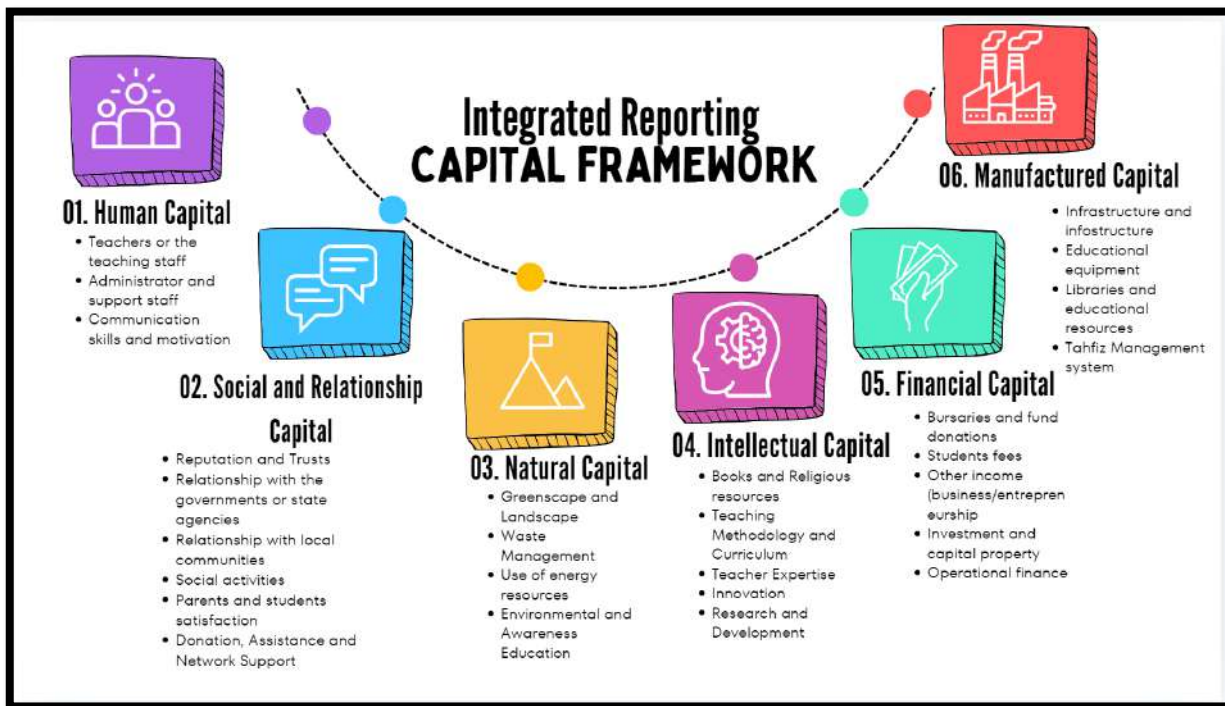 Integrated Reporting
CAPITAL FRAMEWORK
01. Human Capital
• Teachers or the
teaching staff
• Administrator and
support staff
• Communication
skills and motivation
02. Social and Relationship
Capital
• Reputation and Trusts
• Relationship with the
governments or state
agencies
• Relationship with local
communities
• Social activities
• Parents and students
satisfaction
• Donation, Assistance and
Network Support
03. Natural Capital
• Greenscape and
Landscape
• Waste
Management
• Use of energy
resources
• Environmental and
Awareness
Education
04. Intellectual Capital
• Books and Religious
resources
• Teaching
Methodology and
Curriculum
• Teacher Expertise
• Innovation
• Research and
Development
05. Financial Capital
• Bursaries and fund
donations
• Students fees
• Other income
(business/entrepren
eurship
• Investment and
capital property
• Operational finance
06. Manufactured Capital
• Infrastructure and
infostructure
• Educational
equipment
• Libraries and
educational
resources
• Tahfiz Management
system